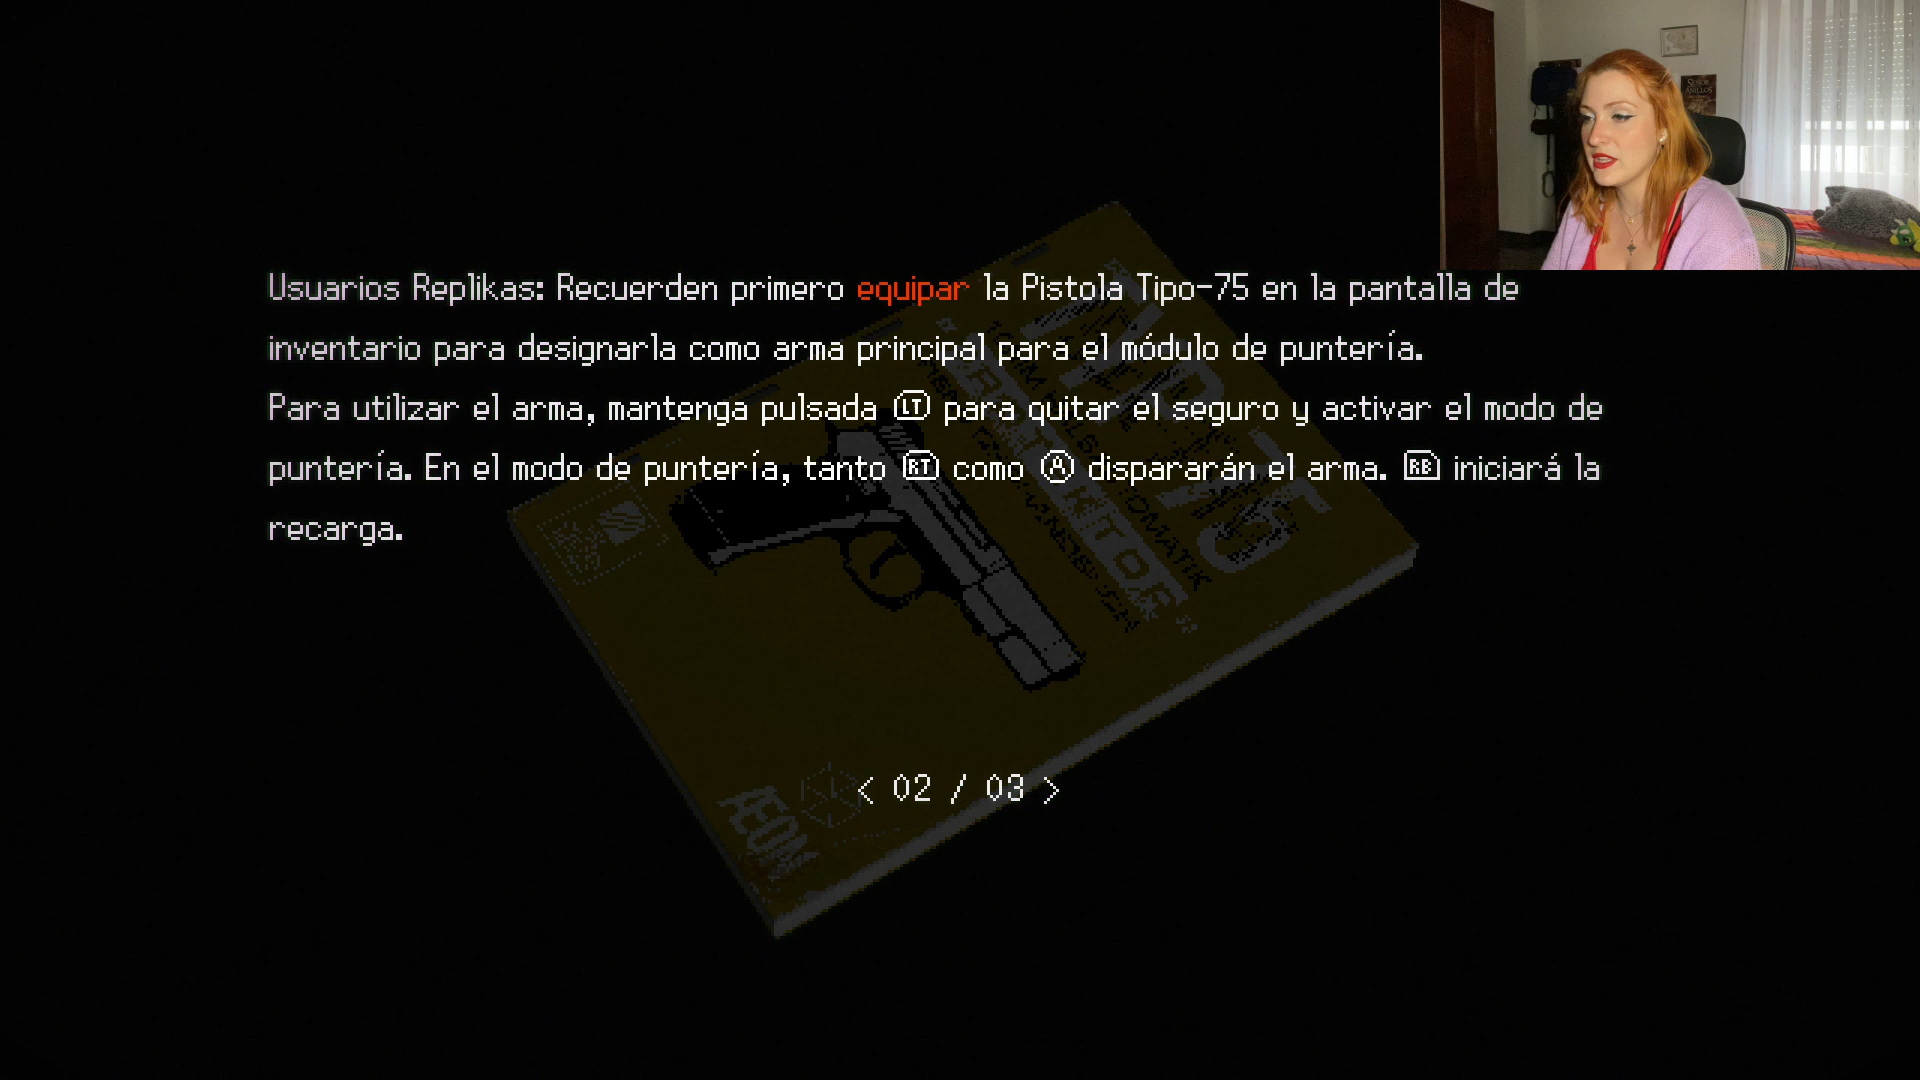 SEÑOR
ANILLOS
Usuarios Replikas: Recuerden primero equipar la Pistola Tipo-75 en la pantalla de
inventario para designarla como arma principal para el módulo de puntería.
Para utilizar el arma, mantenga pulsada LT para quitar el seguro y activar el modo de
puntería. En el modo de puntería, tanto RT como A dispararán el arma. RB iniciará la
recarga.
< 02 / 03 >
ÆON